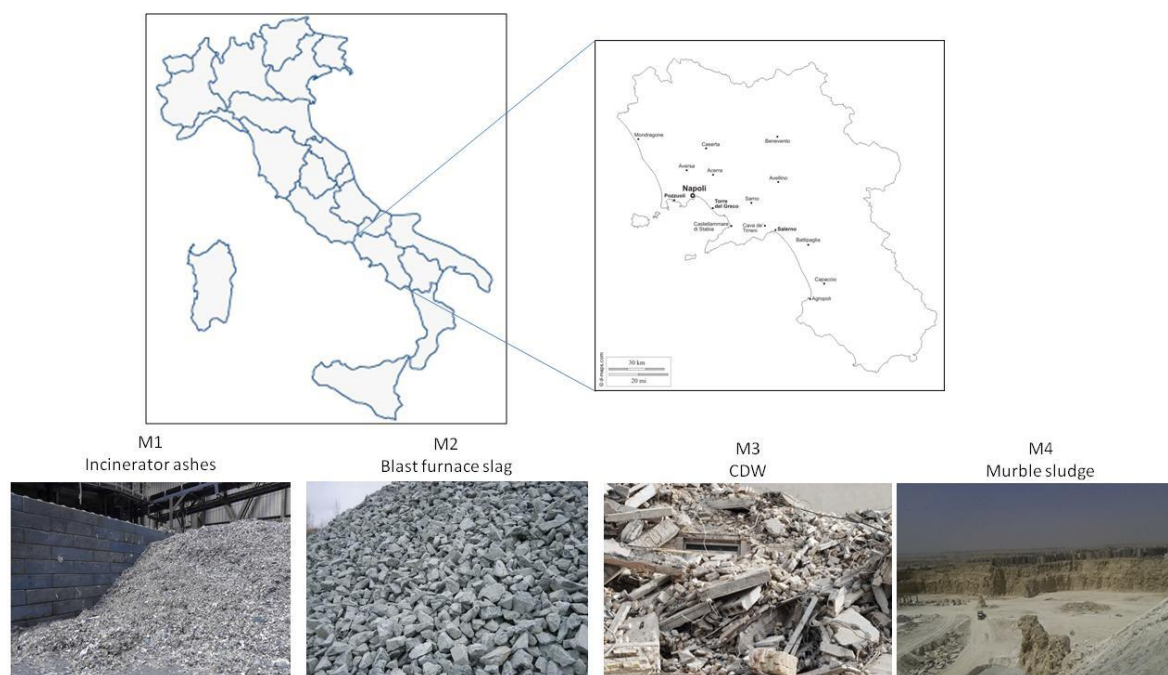 Mondragone
Caserta
Benevento
Aversa
Acerra
Avellino
Napoli
Pozzuoli
Torre
del Greco
Sarno
Castellammare
di Stabia
Cava de'
Tirreni
Salerno
Battipaglia
Capaccio
Agropoli
30 km
20 mi
© d-maps.com
M1
Incinerator ashes
M2
Blast furnace slag
M3
CDW
M4
Murble sludge